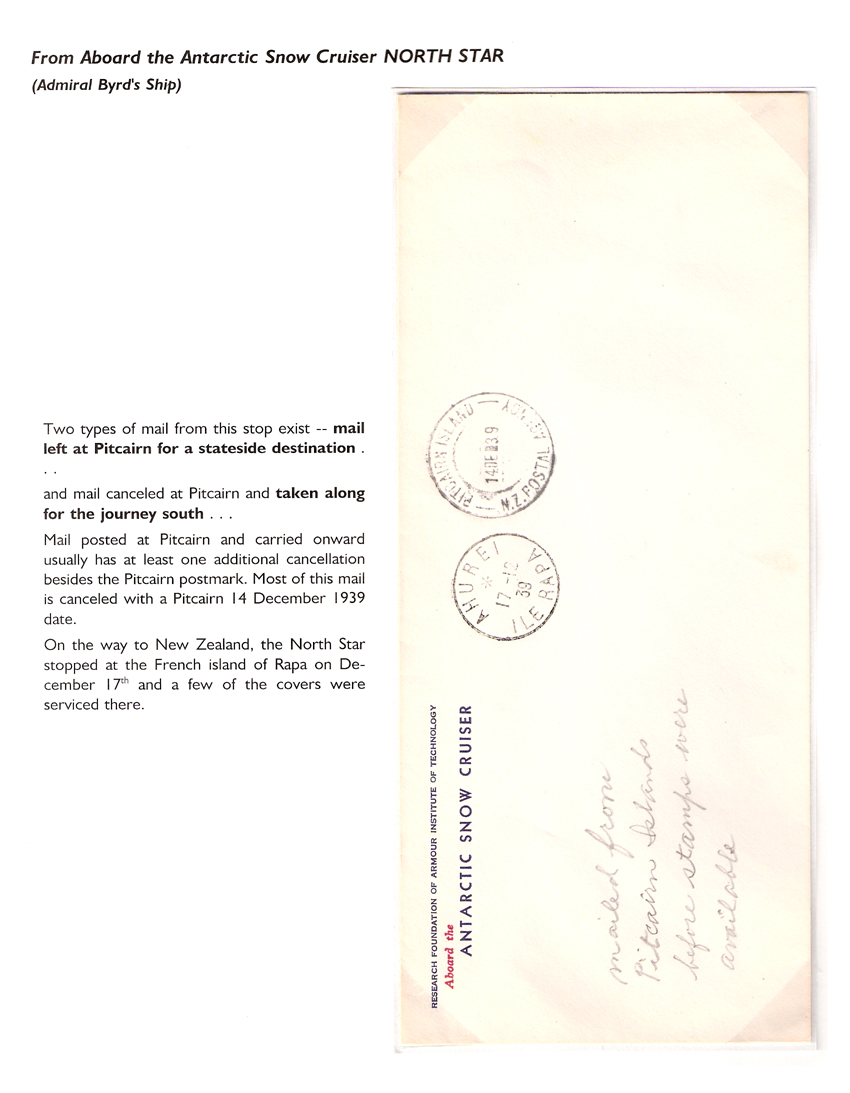 From Aboard the Antarctic Snow Cruiser NORTH STAR
(Admiral Byrd's Ship)
Two types of mail from this stop exist -- mail
left at Pitcairn for a stateside destination .
. .
and mail canceled at Pitcairn and taken along
for the journey south . . .
Mail posted at Pitcairn and carried onward
usually has at least one additional cancellation
besides the Pitcairn postmark. Most of this mail
is canceled with a Pitcairn 14 December 1939
date.
On the way to New Zealand, the North Star
stopped at the French island of Rapa on De-
cember 17th and a few of the covers were
serviced there.
PITCAIRN ISLAND — N.Z. POSTAL AGENCY —
14 DE 39
AHUREI
* 17-12
39
ILE RAPA
RESEARCH FOUNDATION OF ARMOUR INSTITUTE OF TECHNOLOGY
Aboard the
ANTARCTIC SNOW CRUISER
mailed from
Pitcairn Islands
before stamps were
available